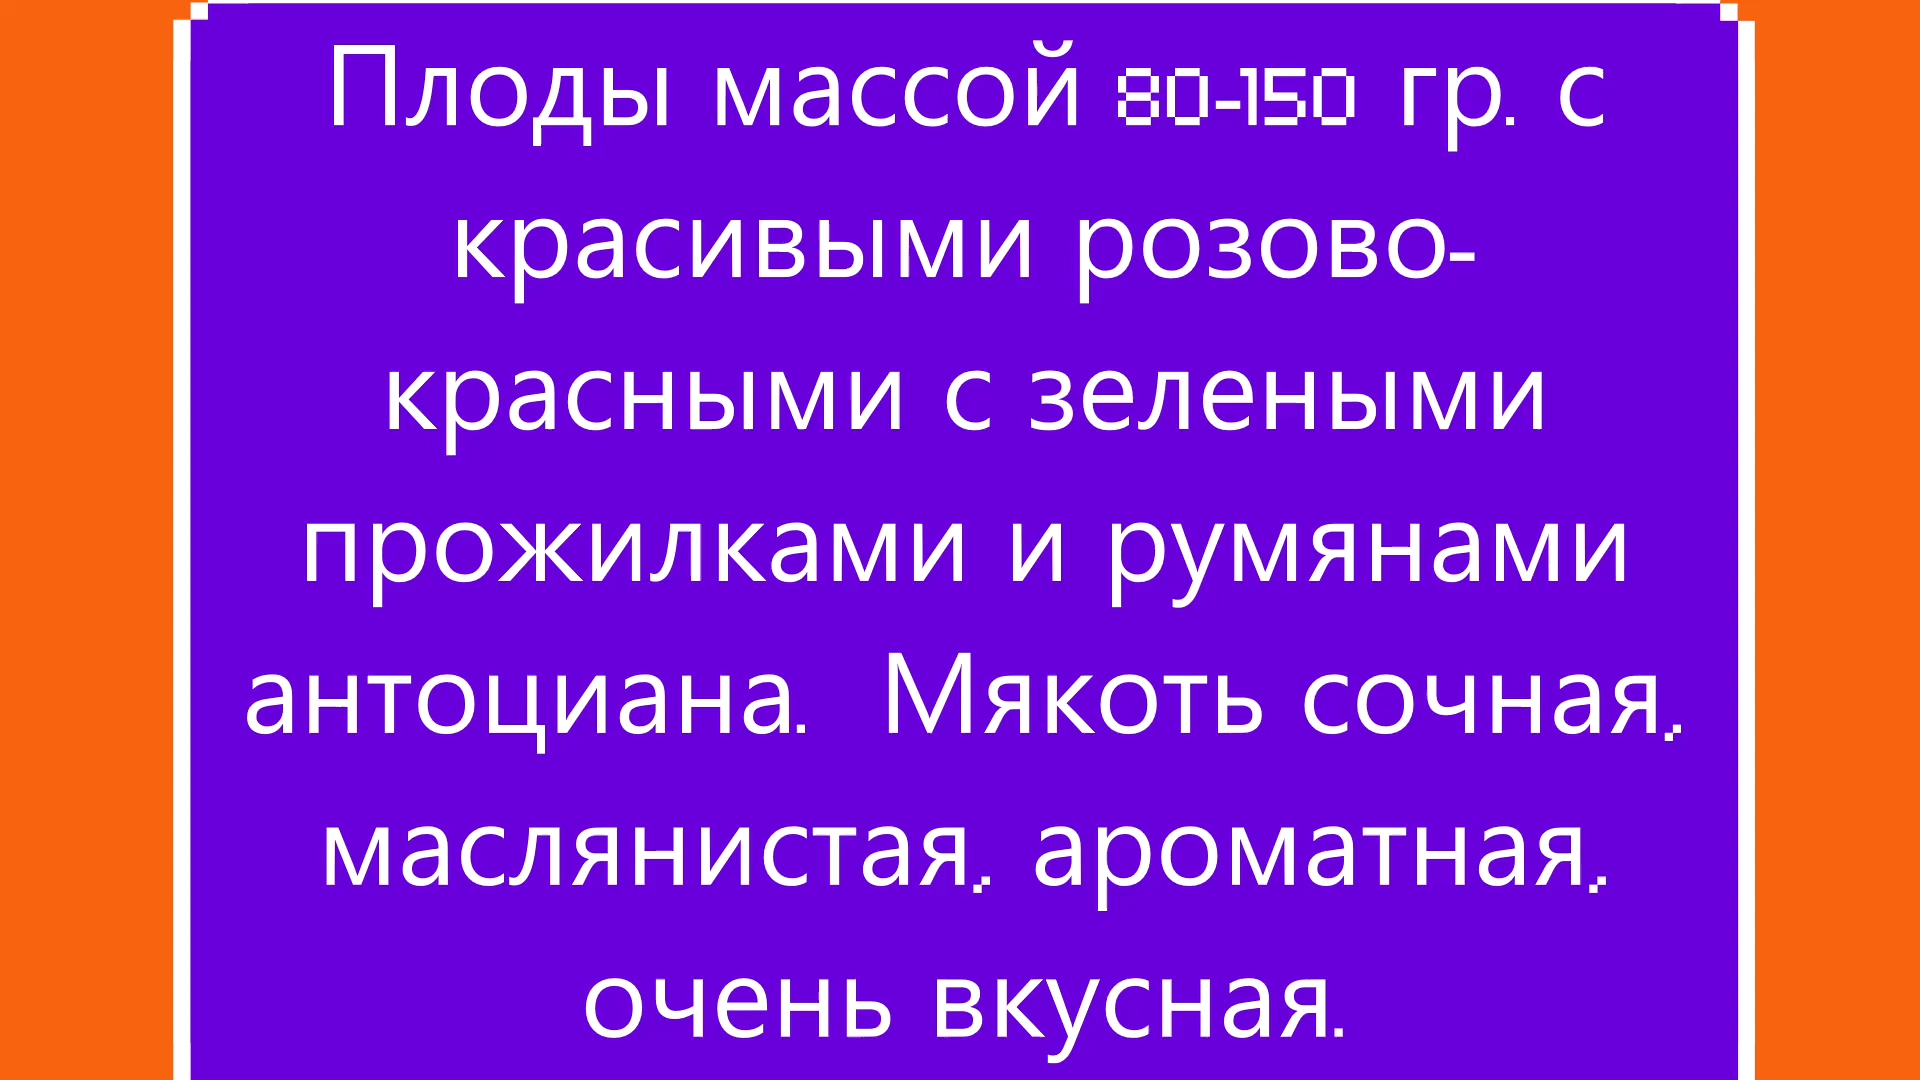 Плоды массой 80-150 гр. с
красивыми розово-
красными с зелеными
прожилками и румянами
антоциана.  Мякоть сочная,
маслянистая, ароматная,
очень вкусная.